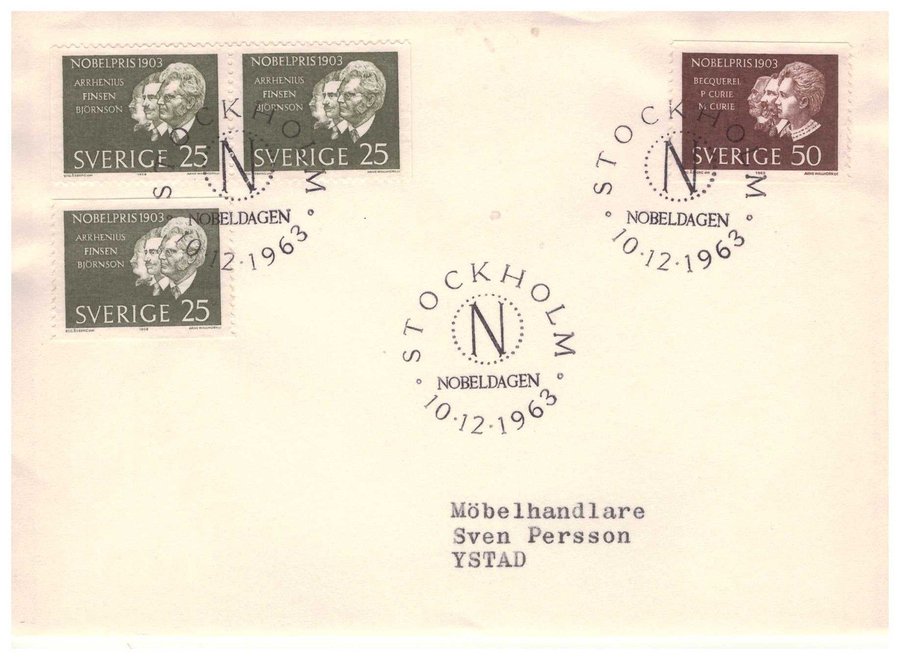 NOBELPRIS 1903
ARRHENIUS
FINSEN
BJÖRNSON
SVERIGE 25
NOBELPRIS 1903
ARRHENIUS
FINSEN
BJÖRNSON
SVERIGE 25
NOBELPRIS 1903
BECQUEREL
P. CURIE
M. CURIE
SVERIGE 50
STOCKHOLM
N
NOBELDAGEN
10·12·1963
STOCKHOLM
N
NOBELDAGEN
10·12·1963
NOBELPRIS 1903
ARRHENIUS
FINSEN
BJÖRNSON
SVERIGE 25
STOCKHOLM
N
NOBELDAGEN
10·12·1963
Möbelhandlare
Sven Persson
YSTAD